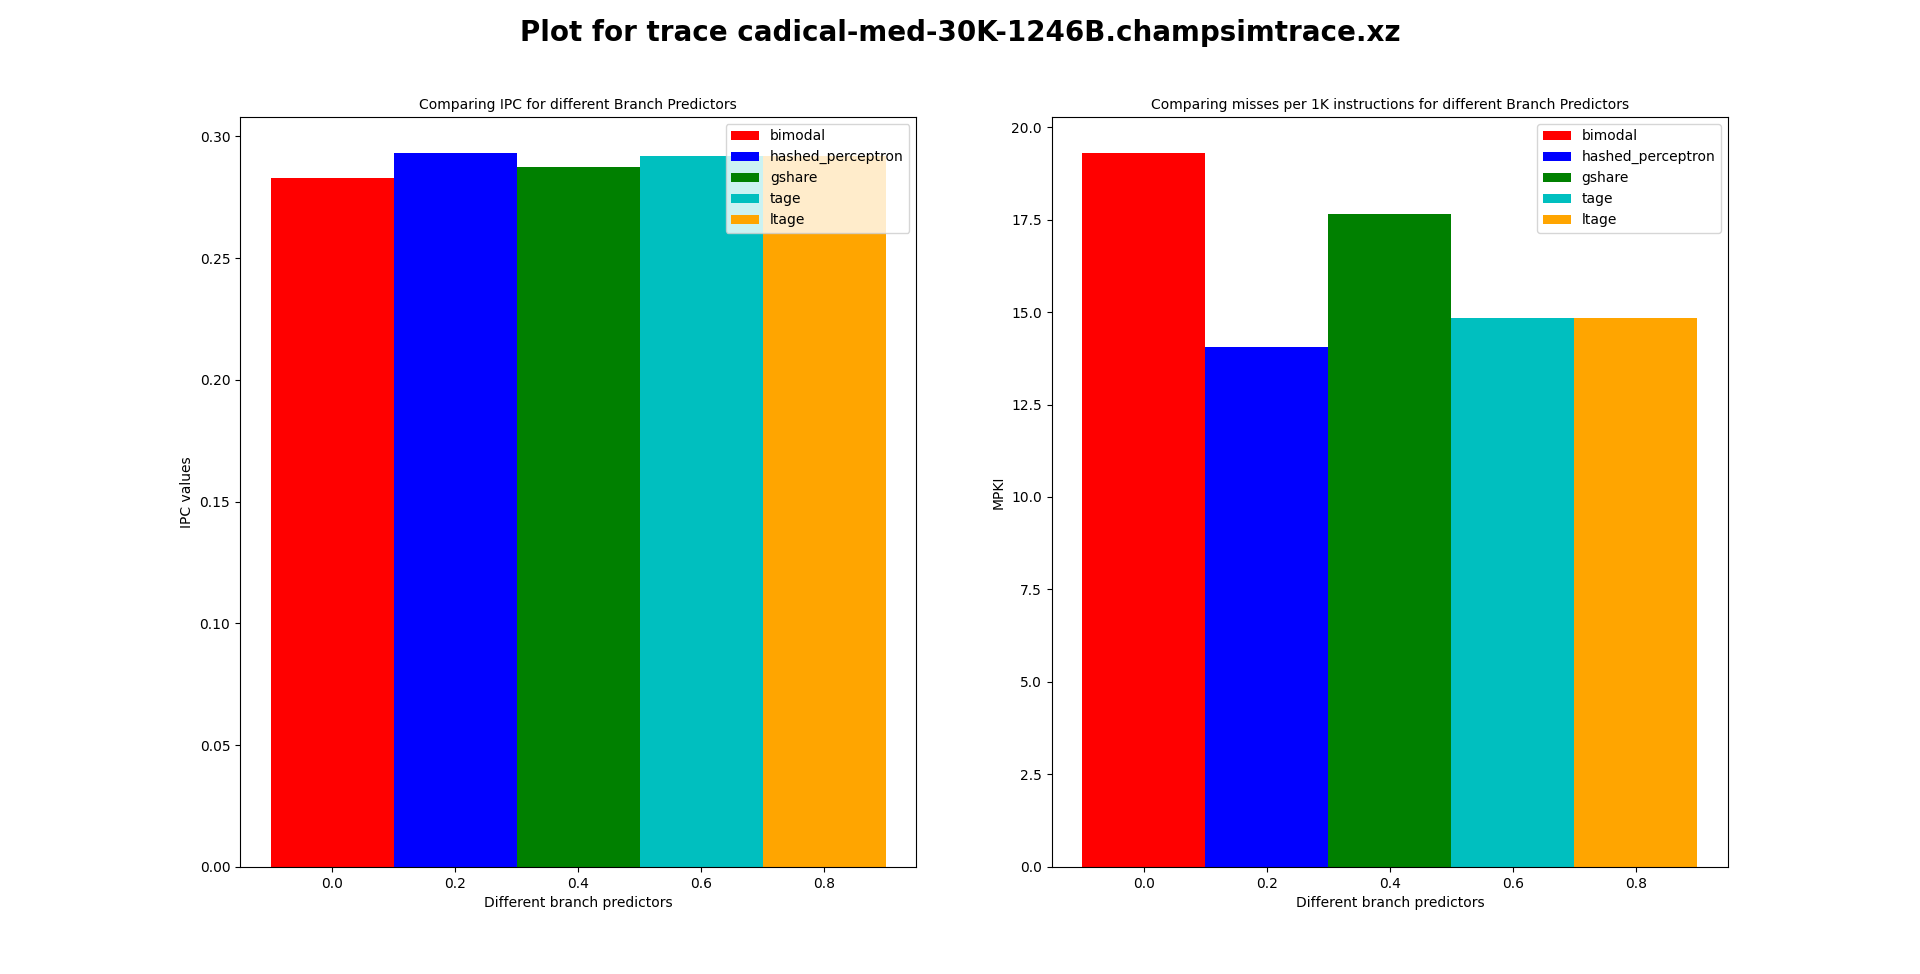 Plot for trace cadical-med-30K-1246B.champsimtrace.xz
Comparing IPC for different Branch Predictors
0.30
0.25
0.20
0.15
0.10
0.05
0.00
IPC values
bimodal
hashed_perceptron
gshare
tage
ltage
0.0 0.2 0.4 0.6 0.8
Different branch predictors
Comparing misses per 1K instructions for different Branch Predictors
20.0
17.5
15.0
12.5
10.0
7.5
5.0
2.5
0.0
MPKI
bimodal
hashed_perceptron
gshare
tage
ltage
0.0 0.2 0.4 0.6 0.8
Different branch predictors